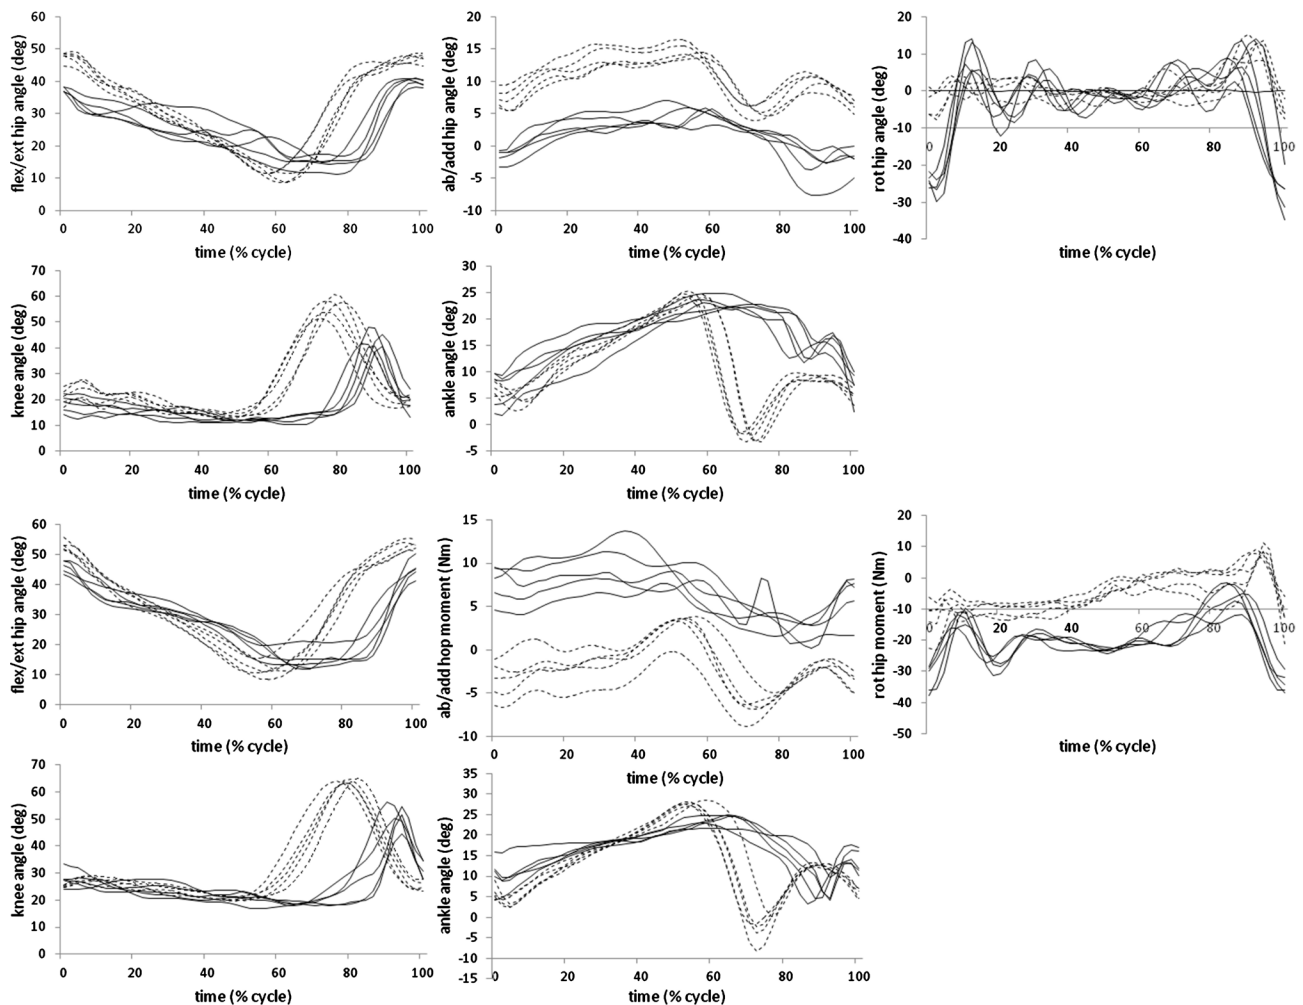 flex/ext hip angle (deg)
60
50
40
30
20
10
0
0 20 40 60 80 100
time (% cycle)
ab/add hip angle (deg)
20
15
10
5
0
-5
-10
0 20 40 60 80 100
time (% cycle)
rot hip angle (deg)
20
10
0
-10
-20
-30
-40
0 20 40 60 80 100
time (% cycle)
knee angle (deg)
70
60
50
40
30
20
10
0
0 20 40 60 80 100
time (% cycle)
ankle angle (deg)
30
25
20
15
10
5
0
-5
0 20 40 60 80 100
time (% cycle)
flex/ext hip angle (deg)
60
50
40
30
20
10
0
0 20 40 60 80 100
time (% cycle)
ab/add hop moment (Nm)
15
10
5
0
-5
-10
0 20 40 60 80 100
time (% cycle)
rot hip moment (Nm)
20
10
0
-10
-20
-30
-40
-50
0 20 40 60 80 100
time (% cycle)
knee angle (deg)
70
60
50
40
30
20
10
0
0 20 40 60 80 100
time (% cycle)
ankle angle (deg)
35
30
25
20
15
10
5
0
-5
-10
-15
0 20 40 60 80 100
time (% cycle)